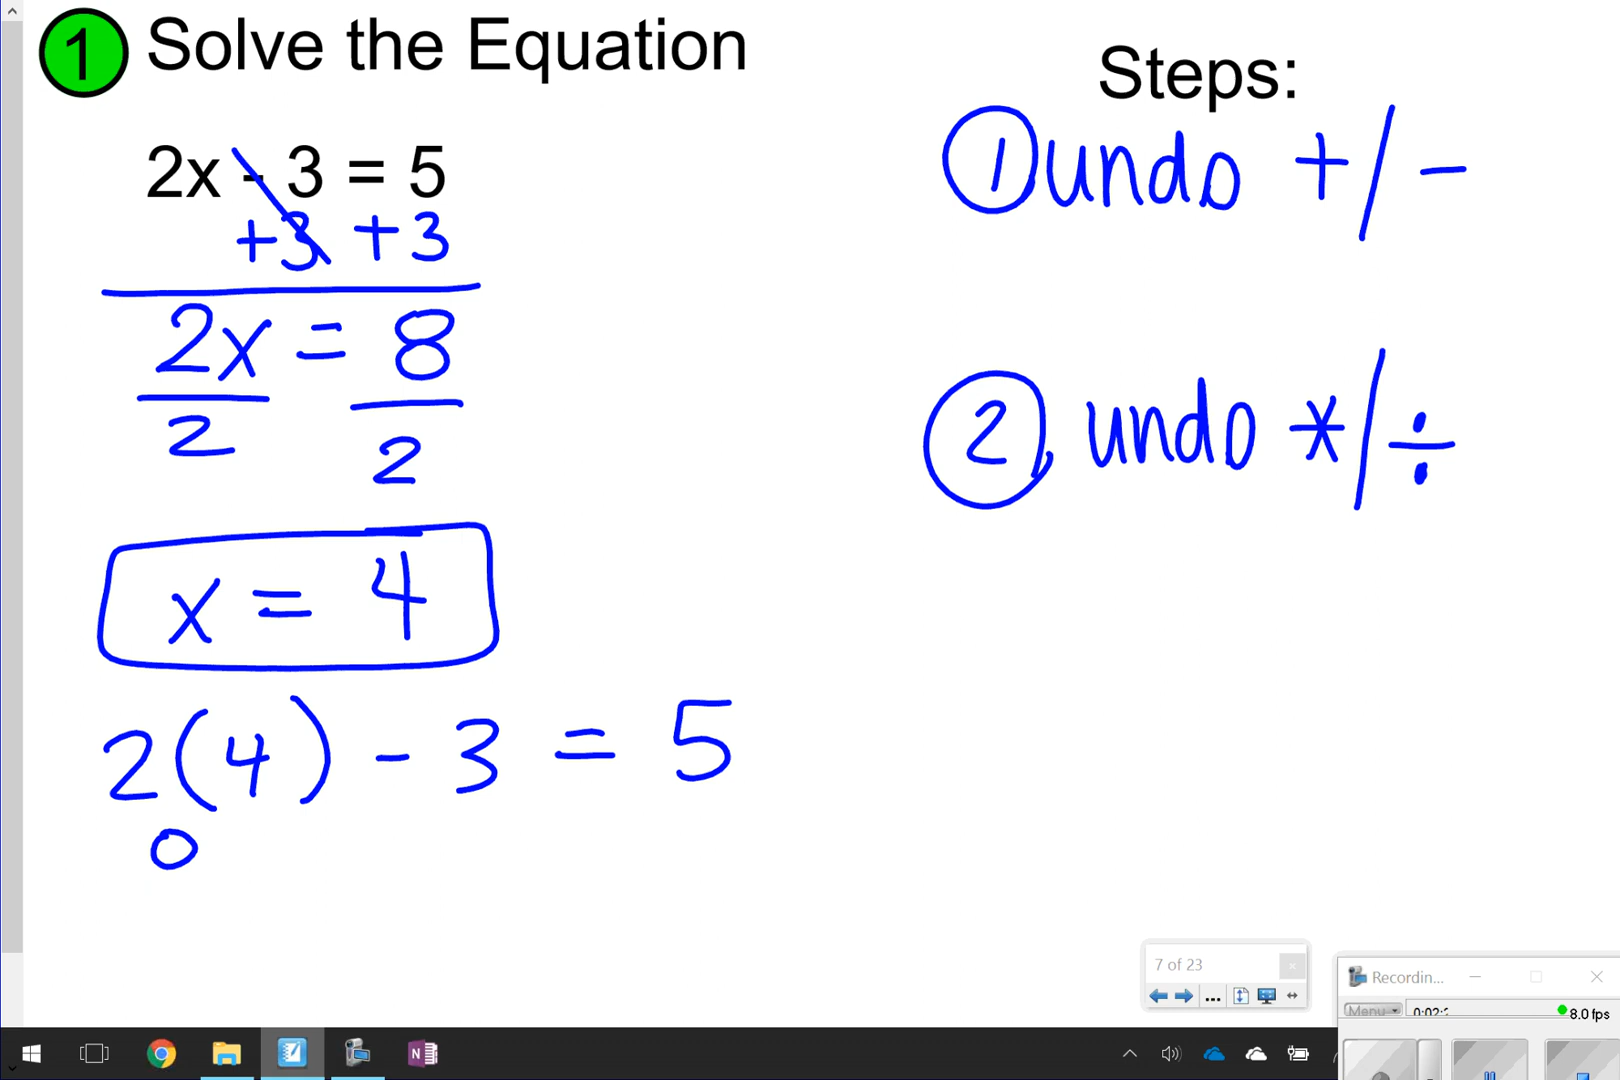 1 Solve the Equation
2x - 3 = 5
+3 +3
2x = 8
2 2
x = 4
2(4) - 3 = 5
0
Steps:
1 undo +/-
2, undo */÷
7 of 23
...
Recordin...
Menu
8.0 fps
N